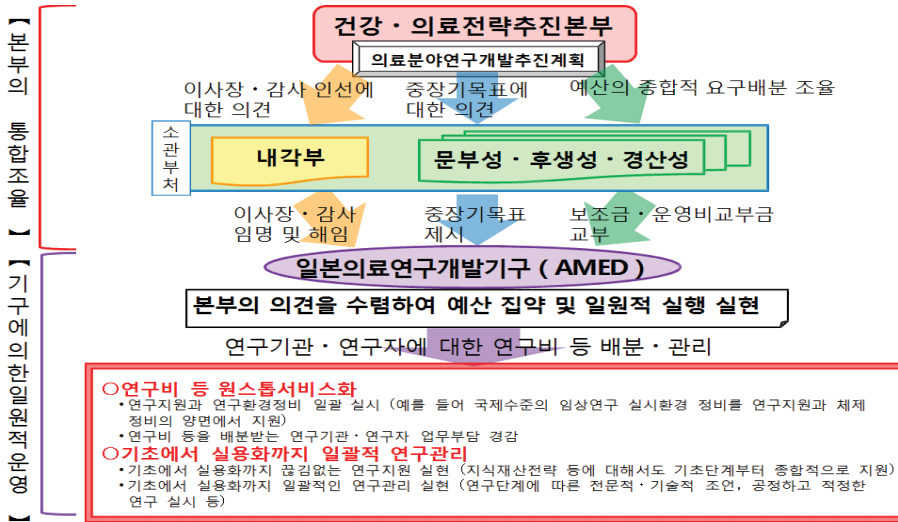 【본부의 통합조율】
건강・의료전략추진본부
의료분야연구개발추진계획
이사장・감사 인선에
대한 의견
중장기목표에
대한 의견
예산의 종합적 요구배분 조율
소관부처
내각부
문부성・후생성・경산성
이사장・감사
임명 및 해임
중장기목표
제시
보조금・운영비교부금
교부
【기구에의한일원적운영】
일본의료연구개발기구 ( AMED )
본부의 의견을 수렴하여 예산 집약 및 일원적 실행 실현
연구기관・연구자에 대한 연구비 등 배분・관리
○연구비 등 원스톱서비스화
・연구지원과 연구환경정비 일괄 실시 (예를 들어 국제수준의 임상연구 실시환경 정비를 연구지원과 체제
정비의 양면에서 지원)
・연구비 등을 배분받는 연구기관・연구자 업무부담 경감
○기초에서 실용화까지 일괄적 연구관리
・기초에서 실용화까지 끊김없는 연구지원 실현 (지식재산전략 등에 대해서도 기초단계부터 종합적으로 지원)
・기초에서 실용화까지 일괄적인 연구관리 실현 (연구단계에 따른 전문적・기술적 조언, 공정하고 적정한
연구 실시 등)